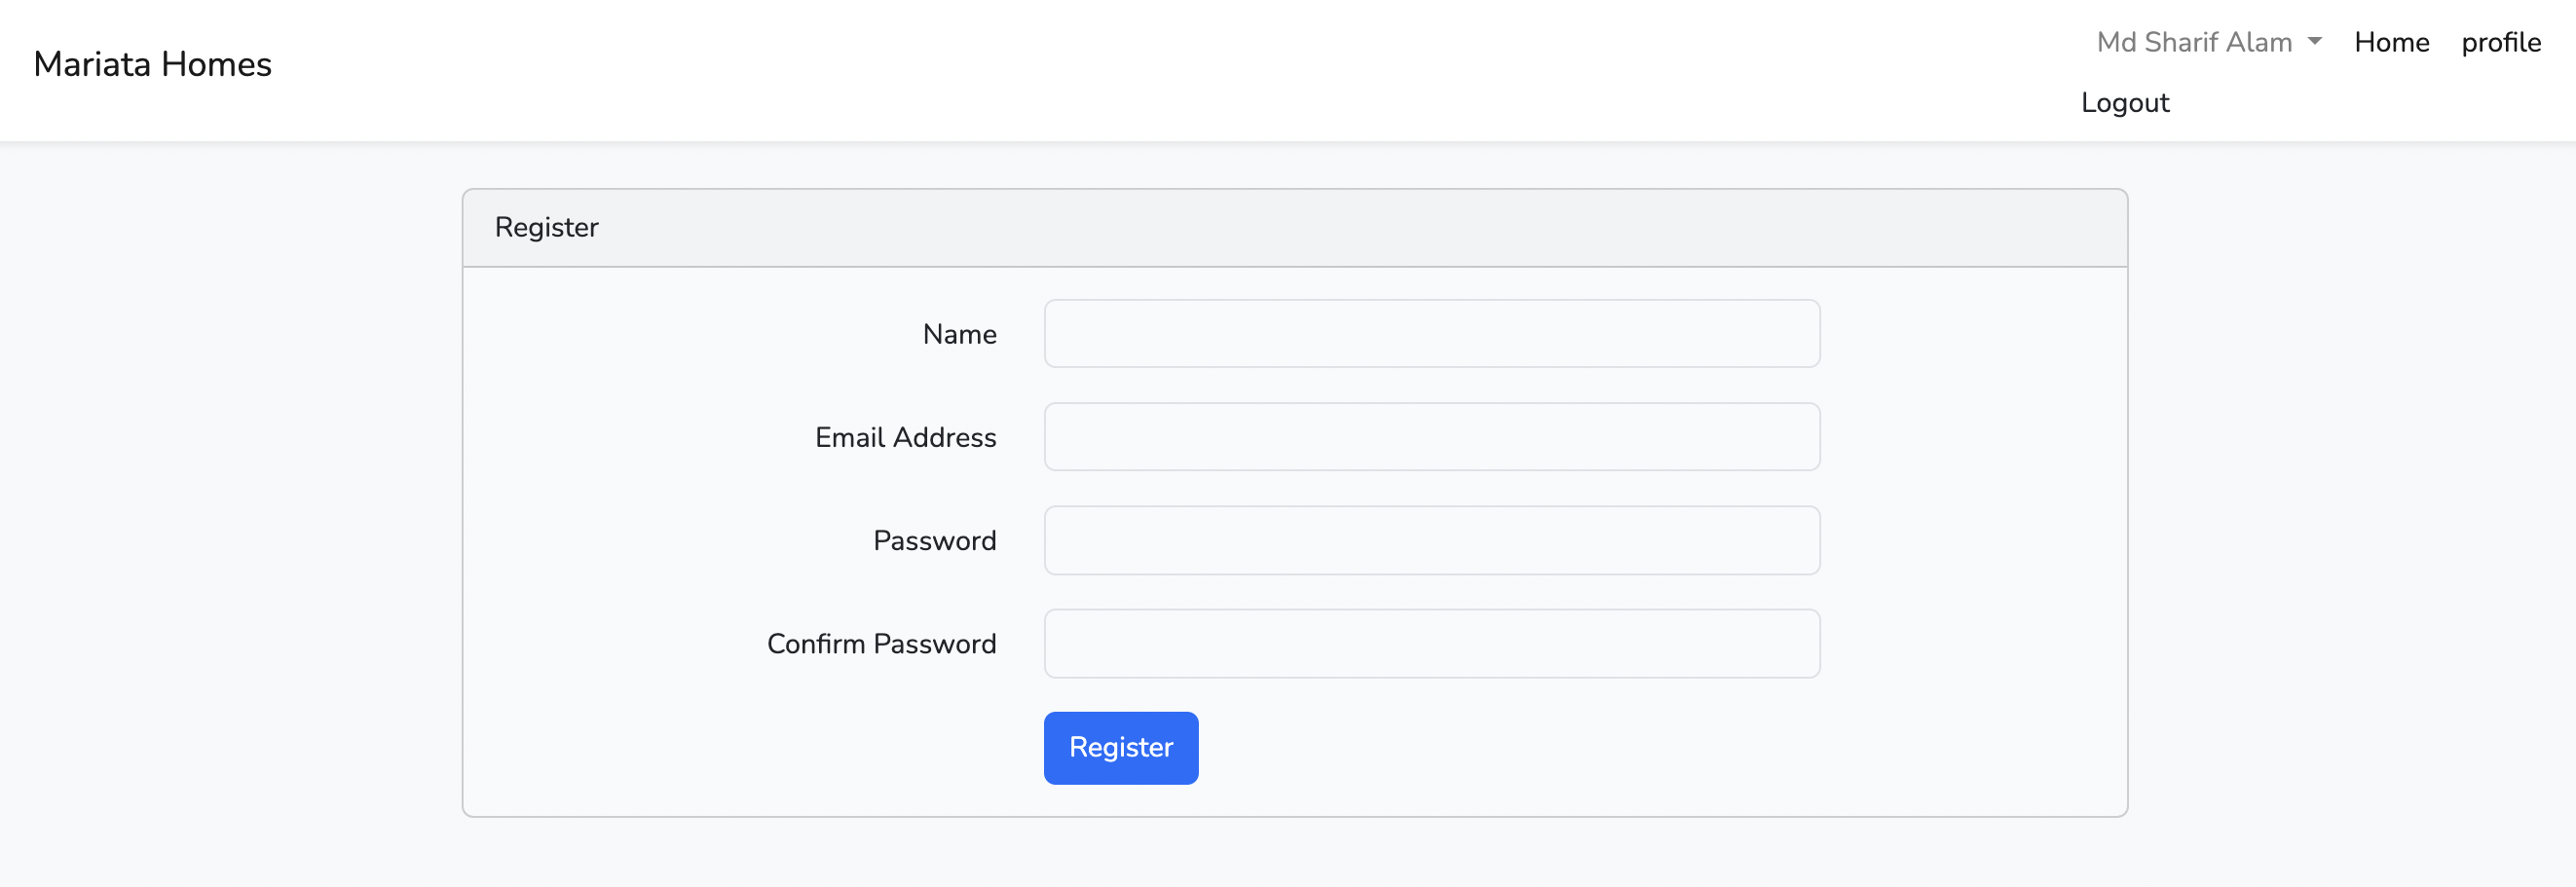 Mariata Homes
Md Sharif Alam Home profile
Logout
Register
Name
Email Address
Password
Confirm Password
Register